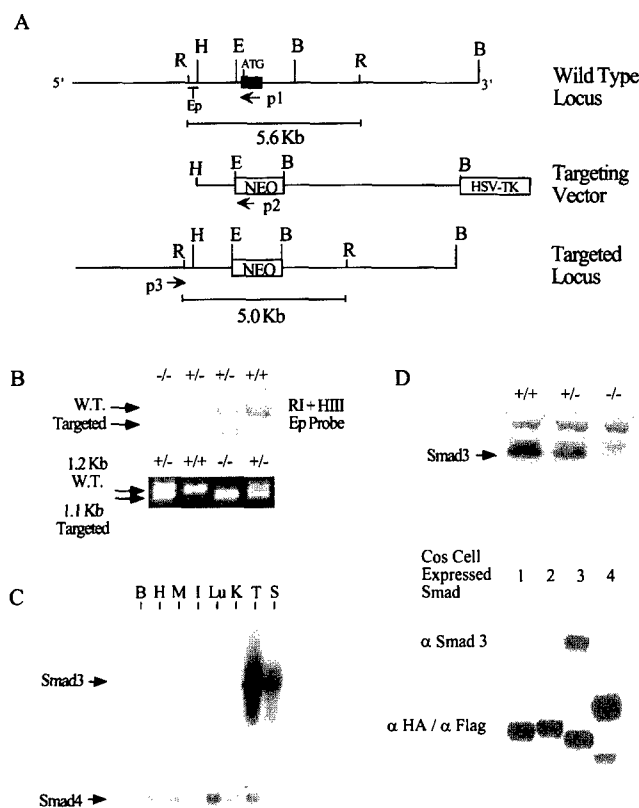 A
R H E ATG B R B
5' 3'
Ep p1
5.6 Kb
Wild Type
Locus
H E B B
NEO HSV-TK
p2
Targeting
Vector
R H E B R B
NEO
p3
5.0 Kb
Targeted
Locus
B
-/- +/- +/- +/+
W.T.
Targeted
RI + HIII
Ep Probe
1.2 Kb
W.T.
+/- +/+ -/- +/-
1.1 Kb
Targeted
C
B H M I Lu K T S
Smad3
Smad4
D
+/+ +/- -/-
Smad3
Cos Cell
Expressed
Smad
1 2 3 4
α Smad 3
α HA / α Flag